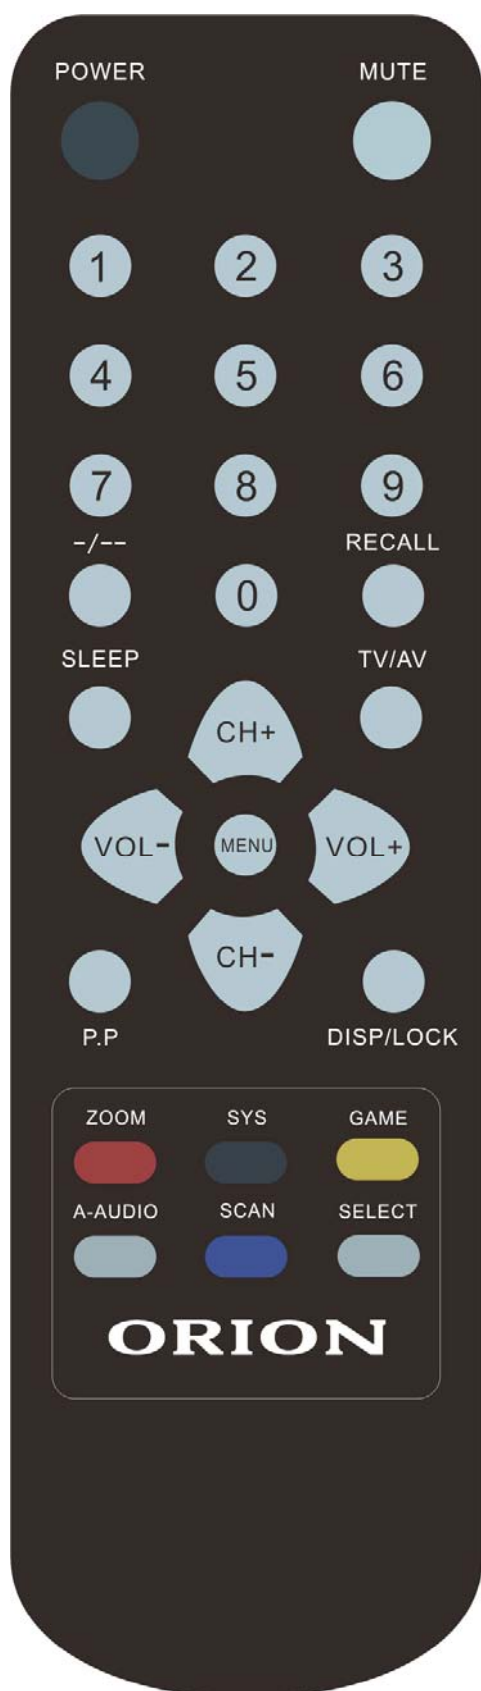 POWER MUTE
1 2 3
4 5 6
7 8 9
-/-- RECALL
0
SLEEP TV/AV
CH+
VOL- MENU VOL+
CH-
P.P DISP/LOCK
ZOOM SYS GAME
A-AUDIO SCAN SELECT
ORION